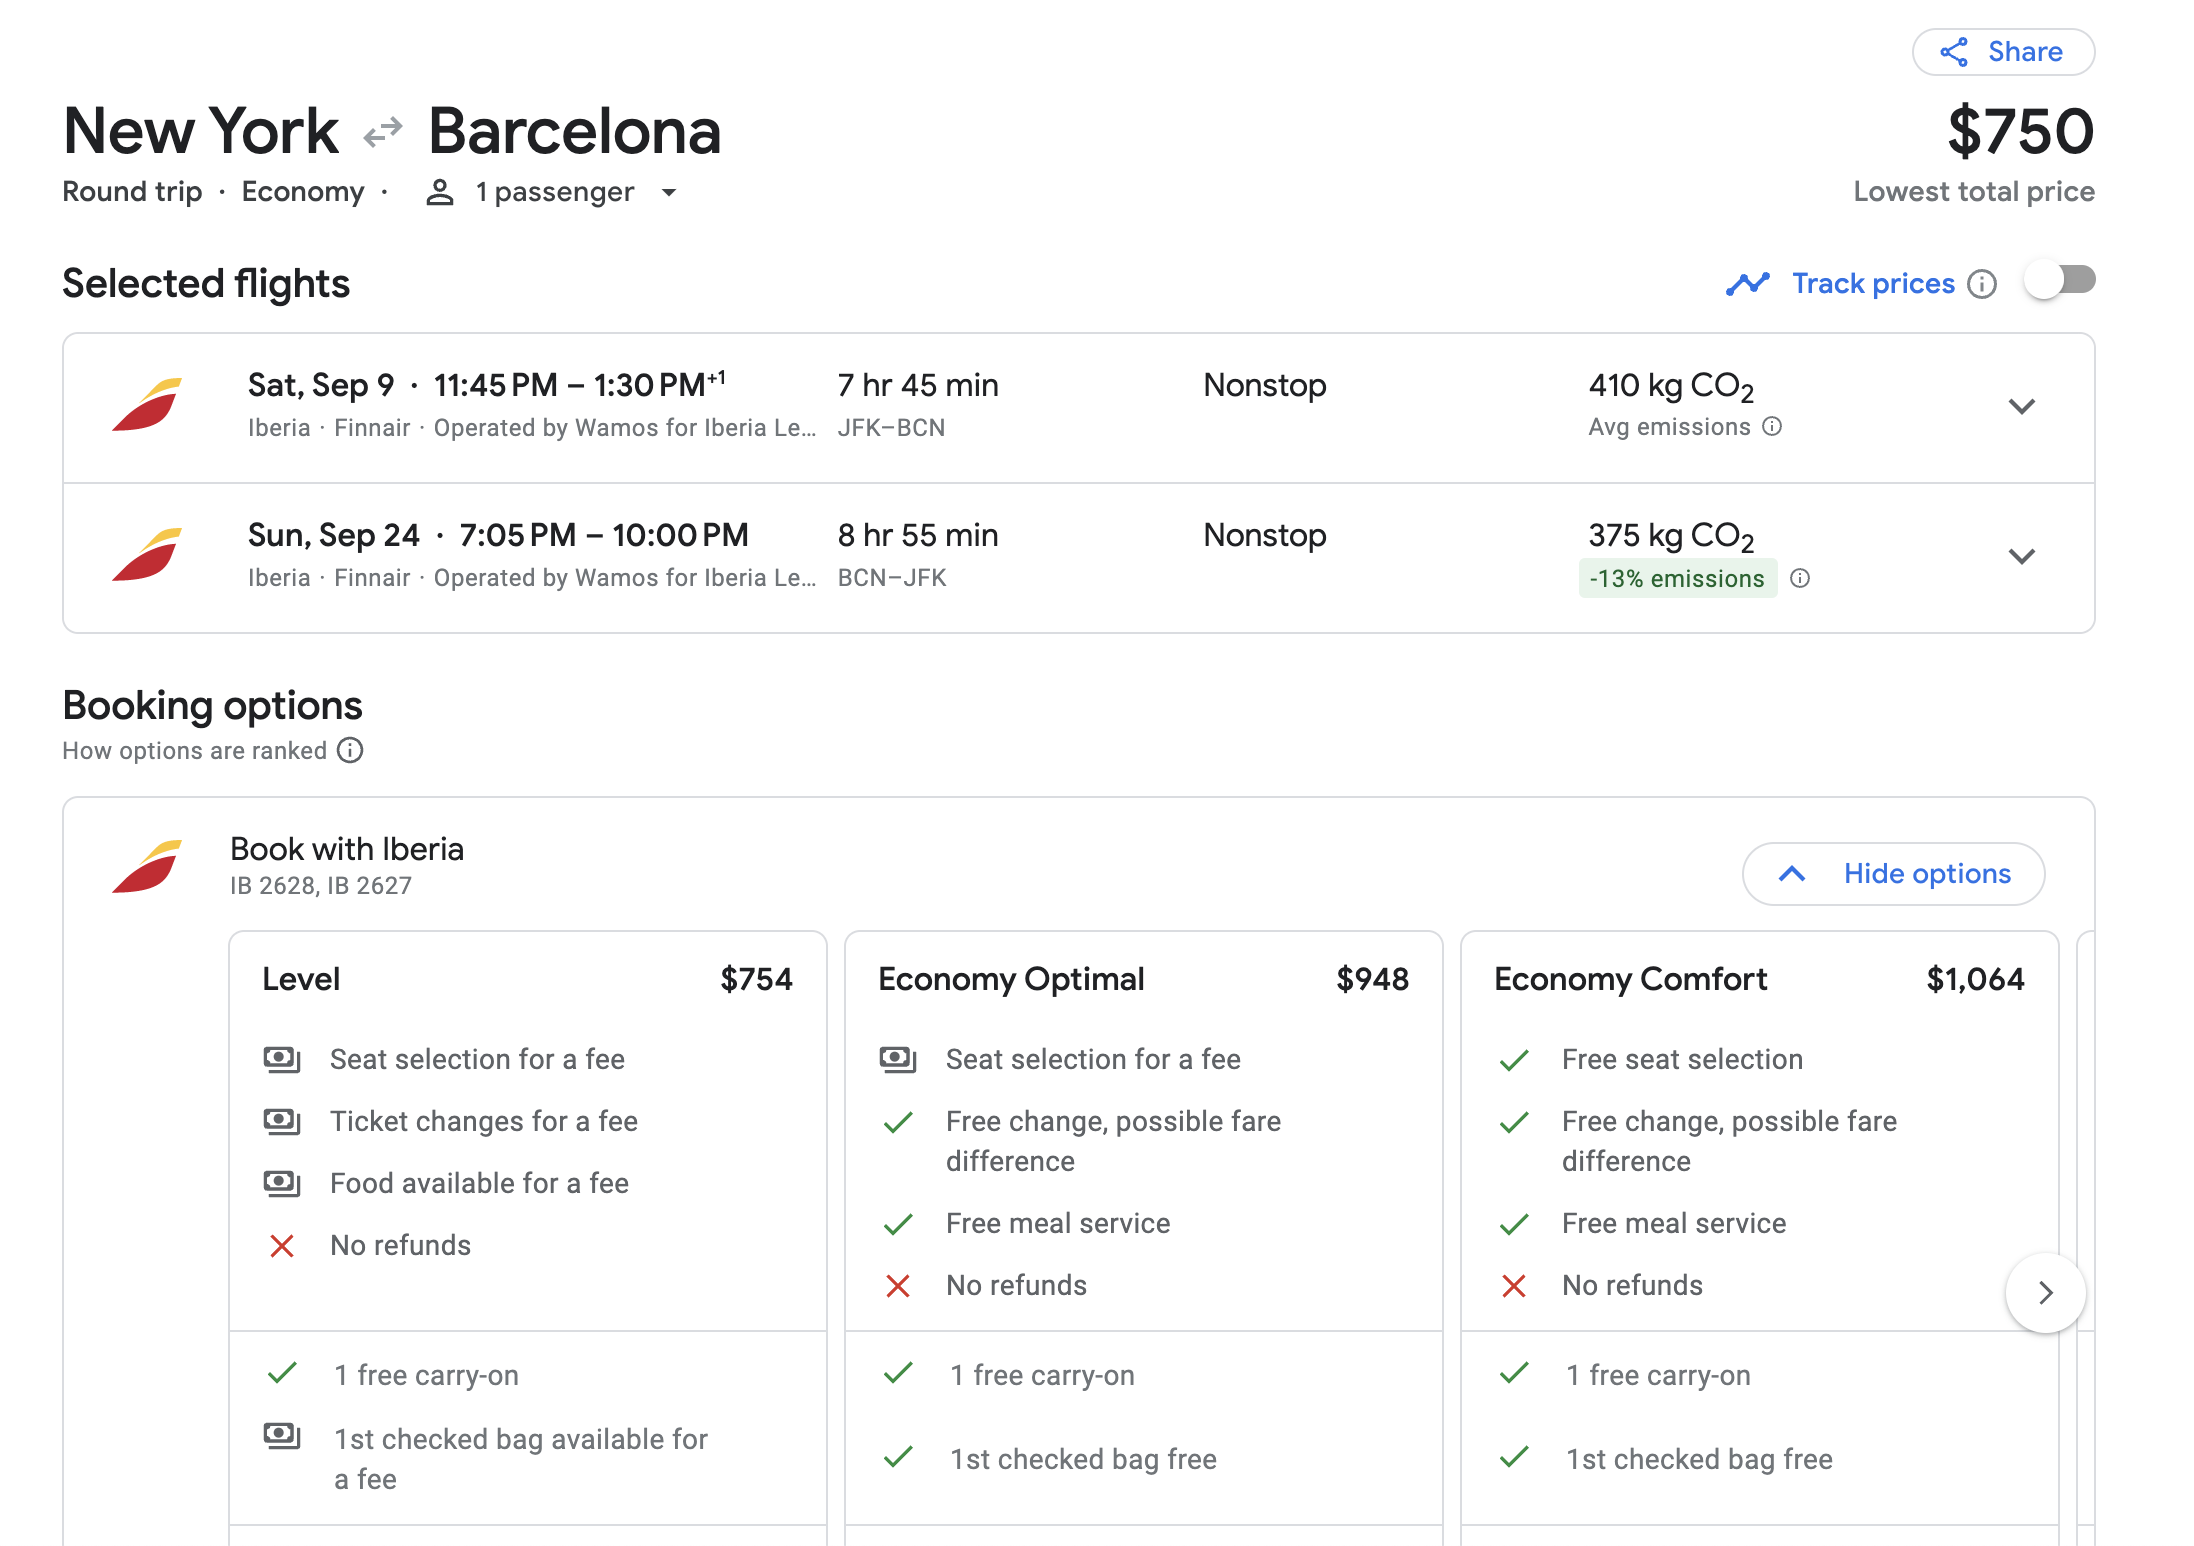 Share
New York Barcelona
$750
Round trip · Economy · 1 passenger
Lowest total price
Selected flights
Track prices
Sat, Sep 9 · 11:45 PM – 1:30 PM+1
7 hr 45 min
Nonstop
410 kg CO2
Iberia · Finnair · Operated by Wamos for Iberia Le...
JFK–BCN
Avg emissions
Sun, Sep 24 · 7:05 PM – 10:00 PM
8 hr 55 min
Nonstop
375 kg CO2
Iberia · Finnair · Operated by Wamos for Iberia Le...
BCN–JFK
-13% emissions
Booking options
How options are ranked
Book with Iberia
IB 2628, IB 2627
Hide options
Level $754
Seat selection for a fee
Ticket changes for a fee
Food available for a fee
No refunds
1 free carry-on
1st checked bag available for
a fee
Economy Optimal $948
Seat selection for a fee
Free change, possible fare
difference
Free meal service
No refunds
1 free carry-on
1st checked bag free
Economy Comfort $1,064
Free seat selection
Free change, possible fare
difference
Free meal service
No refunds
1 free carry-on
1st checked bag free